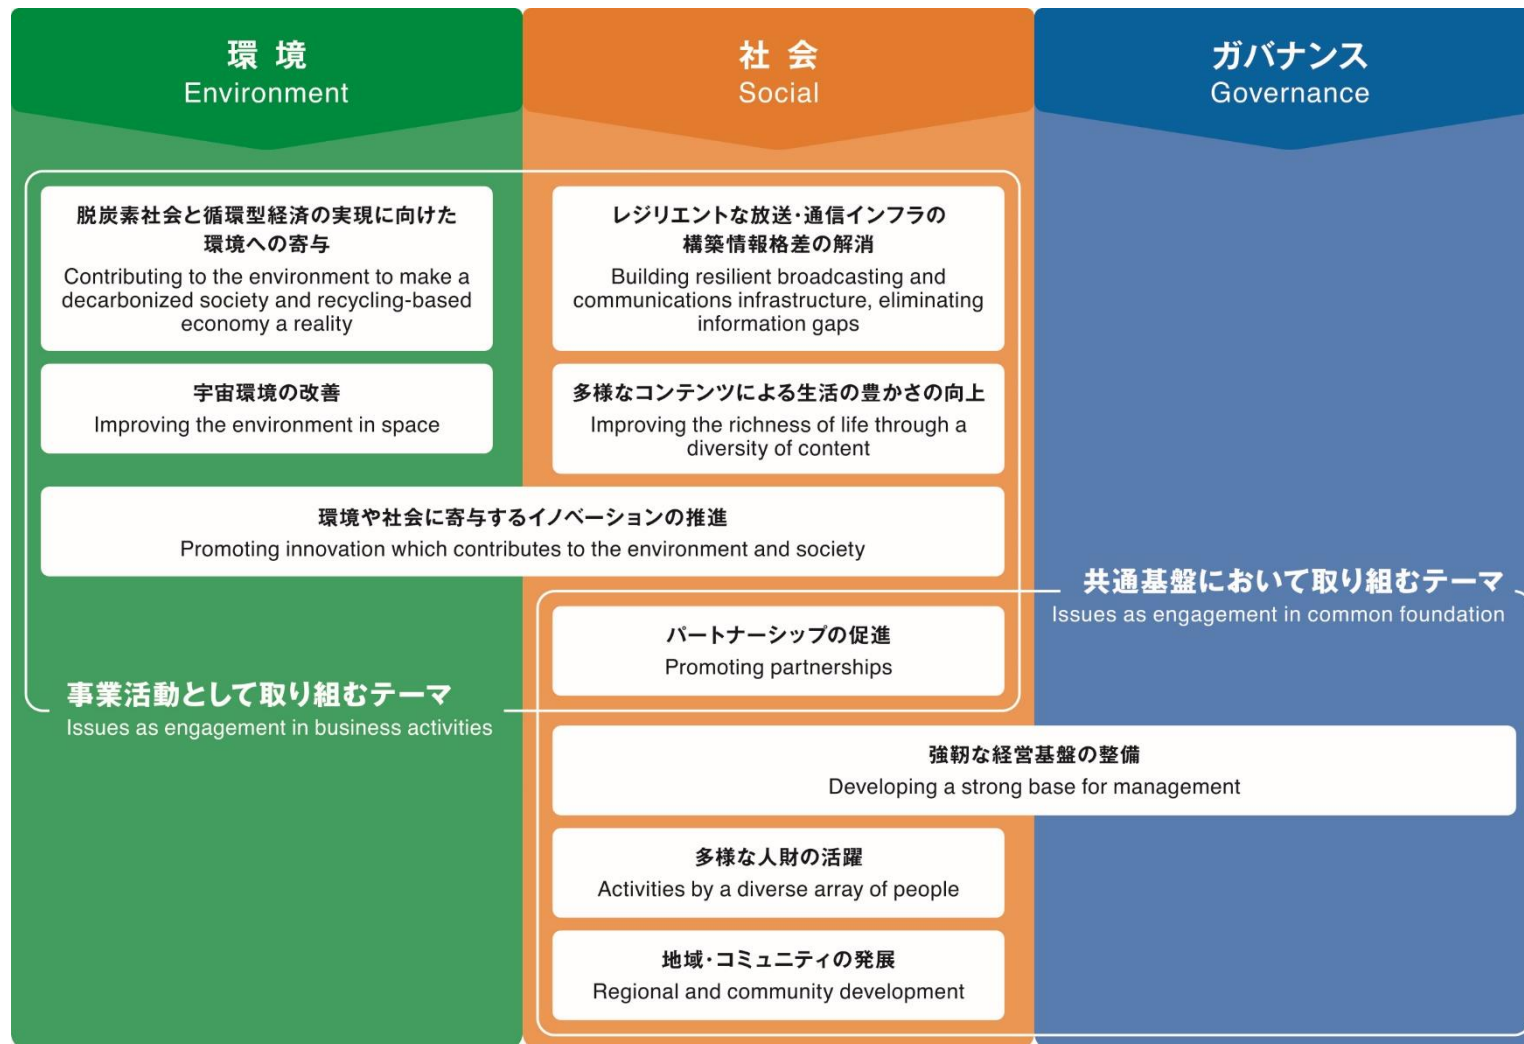 環境
Environment
社会
Social
ガバナンス
Governance
脱炭素社会と循環型経済の実現に向けた
環境への寄与
Contributing to the environment to make a
decarbonized society and recycling-based
economy a reality
レジリエントな放送・通信インフラの
構築情報格差の解消
Building resilient broadcasting and
communications infrastructure, eliminating
information gaps
宇宙環境の改善
Improving the environment in space
多様なコンテンツによる生活の豊かさの向上
Improving the richness of life through a
diversity of content
環境や社会に寄与するイノベーションの推進
Promoting innovation which contributes to the environment and society
共通基盤において取り組むテーマ
Issues as engagement in common foundation
パートナーシップの促進
Promoting partnerships
事業活動として取り組むテーマ
Issues as engagement in business activities
強靭な経営基盤の整備
Developing a strong base for management
多様な人財の活躍
Activities by a diverse array of people
地域・コミュニティの発展
Regional and community development